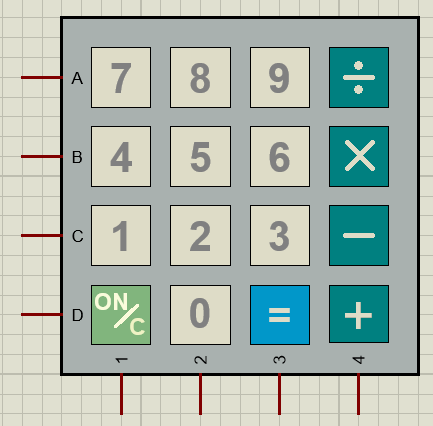 A 7 8 9 ÷
B 4 5 6 ×
C 1 2 3 −
D ON/C 0 = +
1 2 3 4